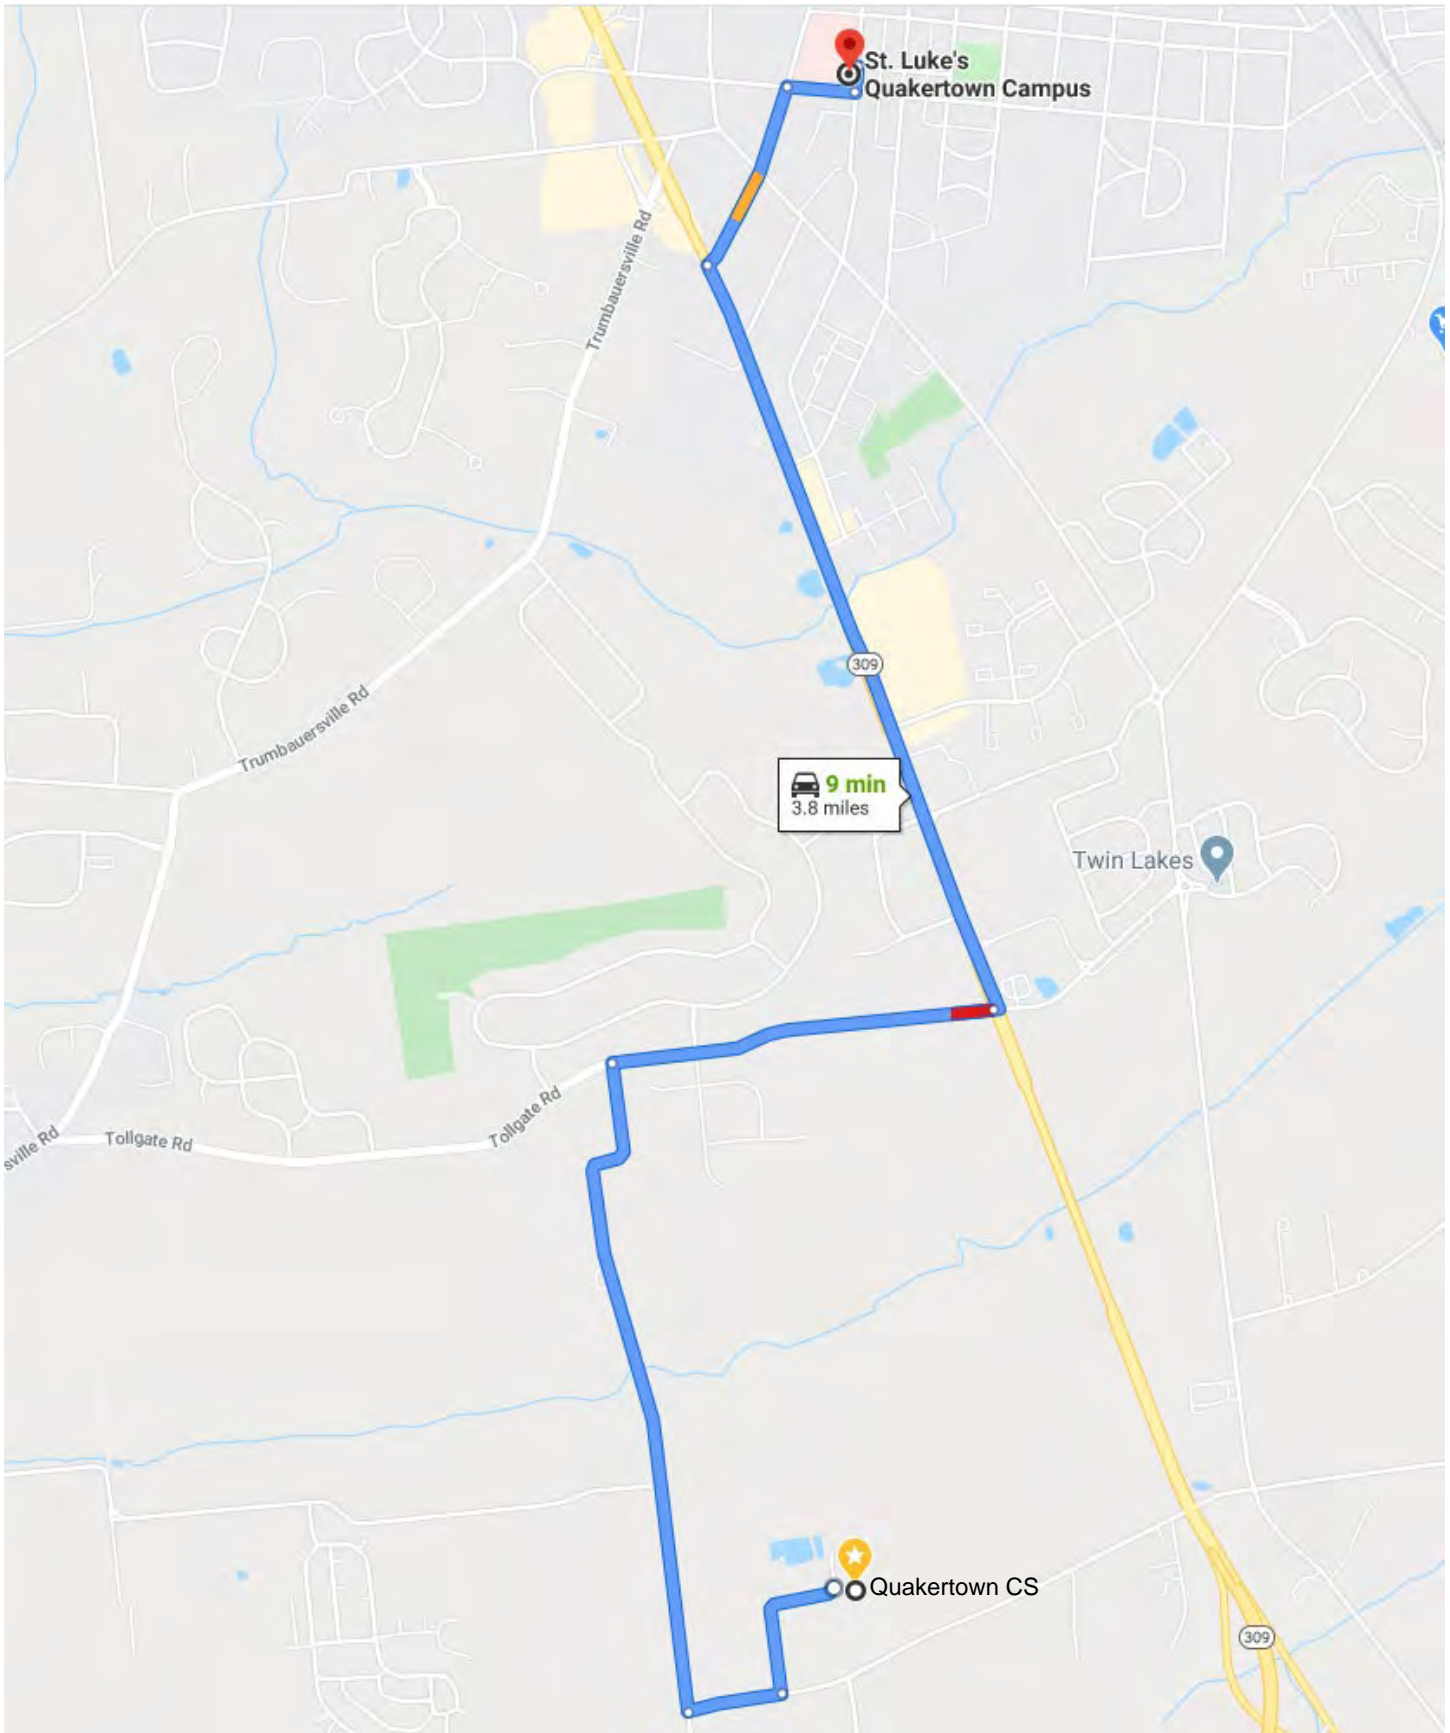 St. Luke's
Quakertown Campus
Trumbauersville Rd
309
Trumbauersville Rd
9 min
3.8 miles
Twin Lakes
Tollgate Rd
sville Rd
Tollgate Rd
Quakertown CS
309